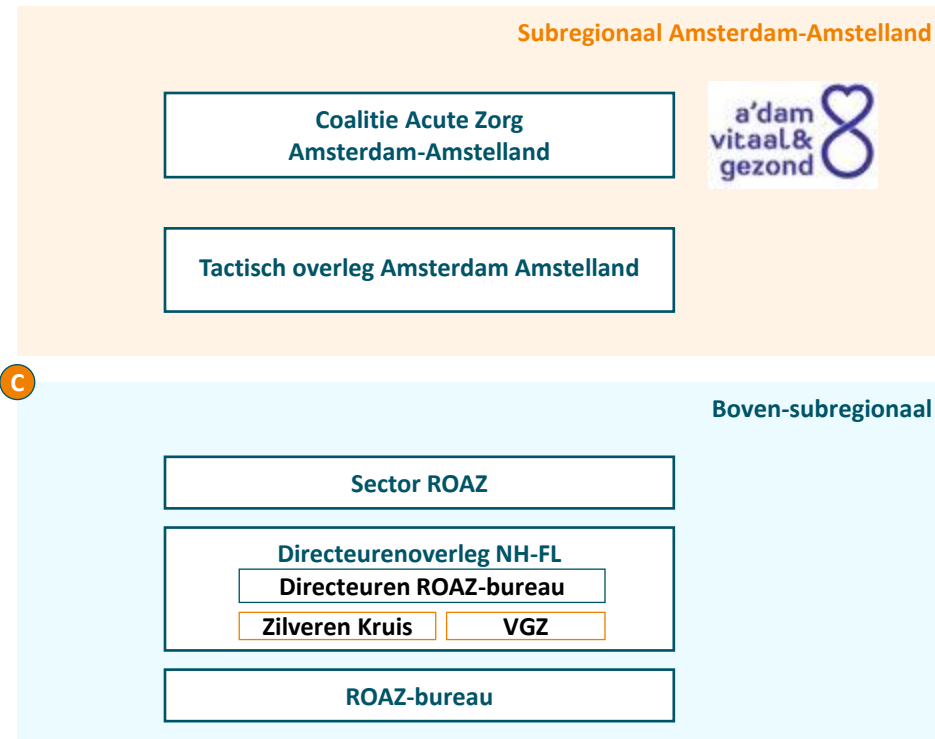 Subregionaal Amsterdam-Amstelland
Coalitie Acute Zorg
Amsterdam-Amstelland
a'dam
vitaal&
gezond
Tactisch overleg Amsterdam Amstelland
C
Boven-subregionaal
Sector ROAZ
Directeurenoverleg NH-FL
Directeuren ROAZ-bureau
Zilveren Kruis
VGZ
ROAZ-bureau